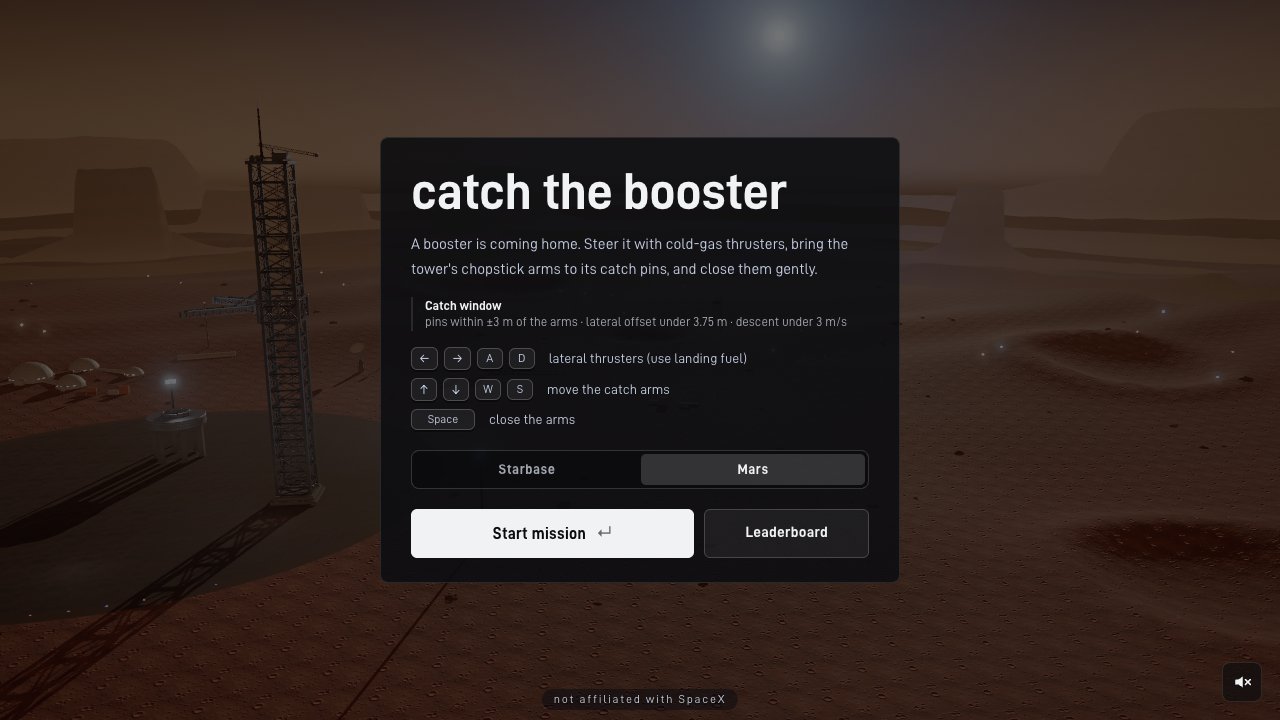 catch the booster
A booster is coming home. Steer it with cold-gas thrusters, bring the
tower's chopstick arms to its catch pins, and close them gently.
Catch window
pins within ±3 m of the arms · lateral offset under 3.75 m · descent under 3 m/s
← → A D lateral thrusters (use landing fuel)
↑ ↓ W S move the catch arms
Space close the arms
Starbase Mars
Start mission ↵ Leaderboard
not affiliated with SpaceX